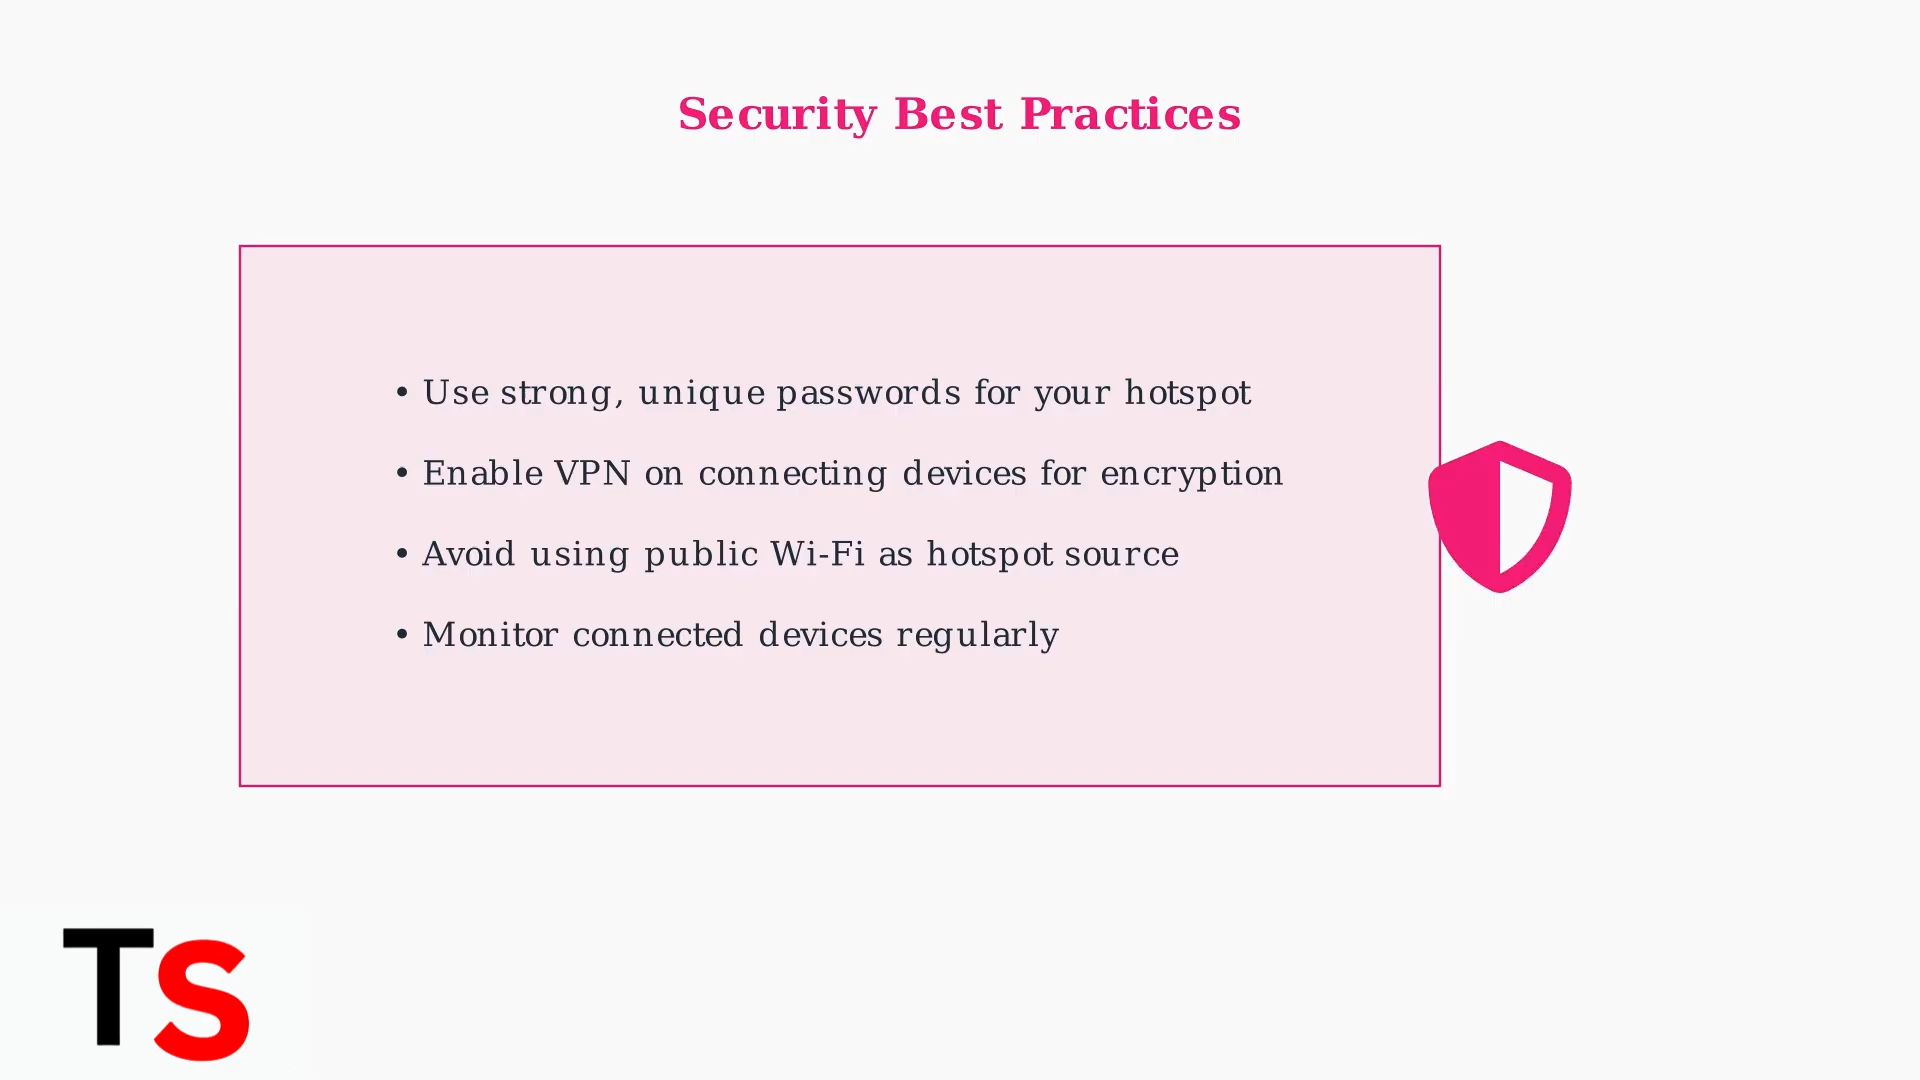 Security Best Practices
• Use strong, unique passwords for your hotspot
• Enable VPN on connecting devices for encryption
• Avoid using public Wi-Fi as hotspot source
• Monitor connected devices regularly
TS